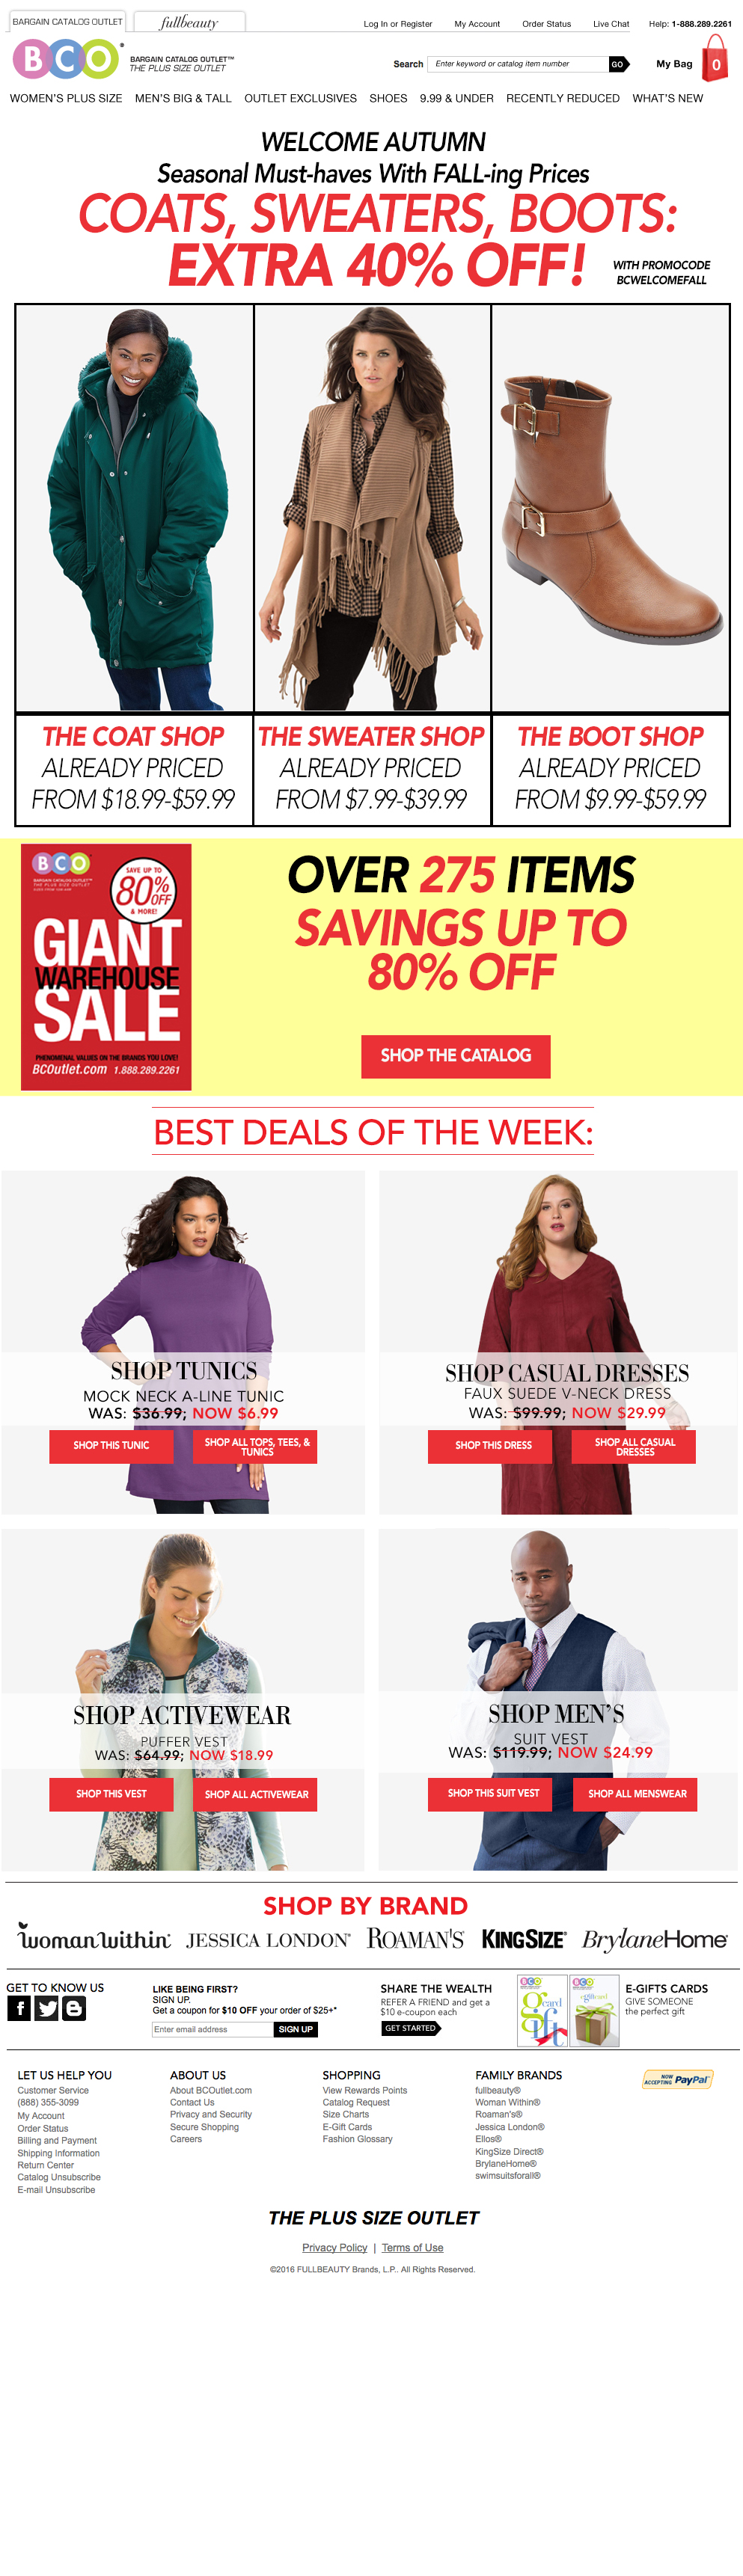 BARGAIN CATALOG OUTLET
fullbeauty
Log In or Register My Account Order Status Live Chat Help: 1-888.289.2261
BCO
BARGAIN CATALOG OUTLET™
THE PLUS SIZE OUTLET
Search Enter keyword or catalog item number GO My Bag 0
WOMEN'S PLUS SIZE MEN'S BIG & TALL OUTLET EXCLUSIVES SHOES 9.99 & UNDER RECENTLY REDUCED WHAT'S NEW
WELCOME AUTUMN
Seasonal Must-haves With FALL-ing Prices
COATS, SWEATERS, BOOTS:
EXTRA 40% OFF!
WITH PROMOCODE
BCWELCOMEFALL
THE COAT SHOP
ALREADY PRICED
FROM $18.99-$59.99
THE SWEATER SHOP
ALREADY PRICED
FROM $7.99-$39.99
THE BOOT SHOP
ALREADY PRICED
FROM $9.99-$59.99
BCO
BARGAIN CATALOG OUTLET™
THE PLUS SIZE OUTLET
SAVE UP TO
80% OFF
& MORE!
GIANT
WAREHOUSE
SALE
PHENOMENAL VALUES ON THE BRANDS YOU LOVE!
BCOutlet.com 1.888.289.2261
OVER 275 ITEMS
SAVINGS UP TO
80% OFF
SHOP THE CATALOG
BEST DEALS OF THE WEEK:
SHOP TUNICS
MOCK NECK A-LINE TUNIC
WAS: $36.99; NOW $6.99
SHOP THIS TUNIC
SHOP ALL TOPS, TEES, &
TUNICS
SHOP CASUAL DRESSES
FAUX SUEDE V-NECK DRESS
WAS: $99.99; NOW $29.99
SHOP THIS DRESS
SHOP ALL CASUAL
DRESSES
SHOP ACTIVEWEAR
PUFFER VEST
WAS: $64.99; NOW $18.99
SHOP THIS VEST
SHOP ALL ACTIVEWEAR
SHOP MEN'S
SUIT VEST
WAS: $119.99; NOW $24.99
SHOP THIS SUIT VEST
SHOP ALL MENSWEAR
SHOP BY BRAND
woman within JESSICA LONDON® ROAMAN'S KINGSIZE® BrylaneHome®
GET TO KNOW US
LIKE BEING FIRST?
SIGN UP.
Get a coupon for $10 OFF your order of $25+*
Enter email address SIGN UP
SHARE THE WEALTH
REFER A FRIEND and get a
$10 e-coupon each
GET STARTED
BCO
gift card
BCO
giftcard
E-GIFTS CARDS
GIVE SOMEONE
the perfect gift
LET US HELP YOU
Customer Service
(888) 355-3099
My Account
Order Status
Billing and Payment
Shipping Information
Return Center
Catalog Unsubscribe
E-mail Unsubscribe
ABOUT US
About BCOutlet.com
Contact Us
Privacy and Security
Secure Shopping
Careers
SHOPPING
View Rewards Points
Catalog Request
Size Charts
E-Gift Cards
Fashion Glossary
FAMILY BRANDS
fullbeauty®
Woman Within®
Roaman's®
Jessica London®
Ellos®
KingSize Direct®
BrylaneHome®
swimsuitsforall®
NOW
ACCEPTING PayPal
THE PLUS SIZE OUTLET
Privacy Policy | Terms of Use
©2016 FULLBEAUTY Brands, L.P.. All Rights Reserved.